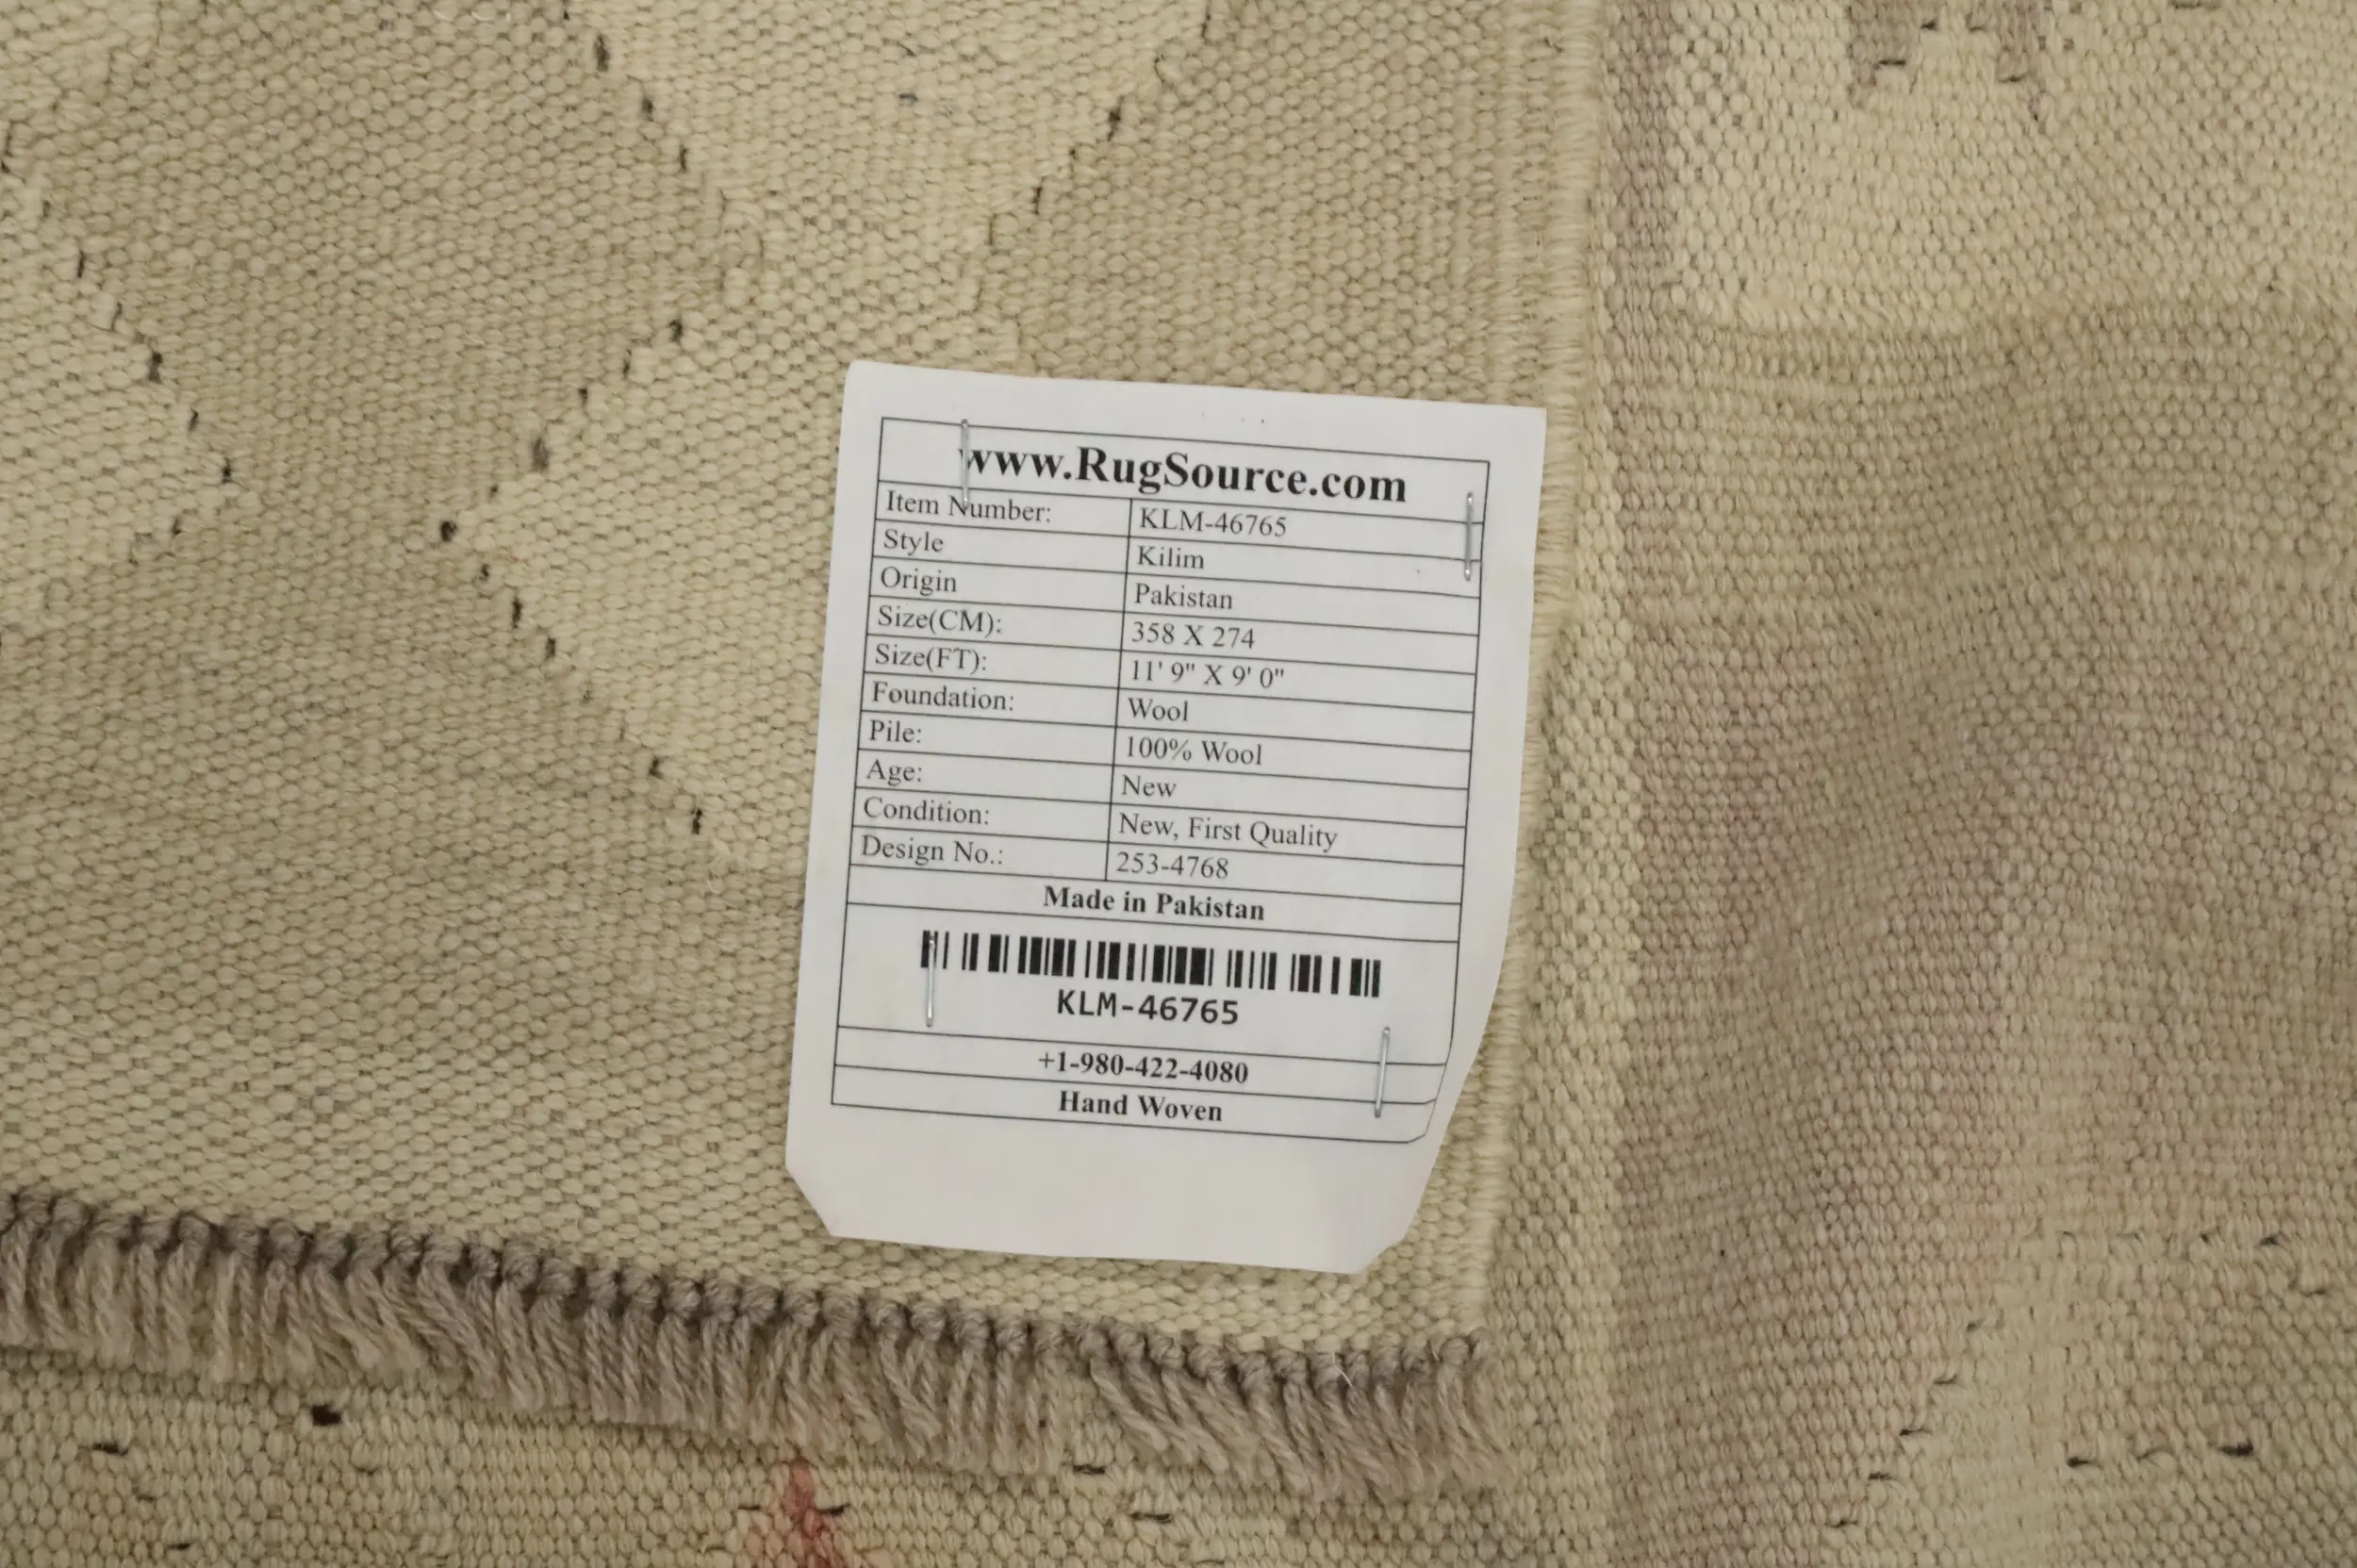 www.RugSource.com
Item Number: KLM-46765
Style Kilim
Origin Pakistan
Size(CM): 358 X 274
Size(FT): 11' 9" X 9' 0"
Foundation: Wool
Pile: 100% Wool
Age: New
Condition: New, First Quality
Design No.: 253-4768
Made in Pakistan
KLM-46765
+1-980-422-4080
Hand Woven